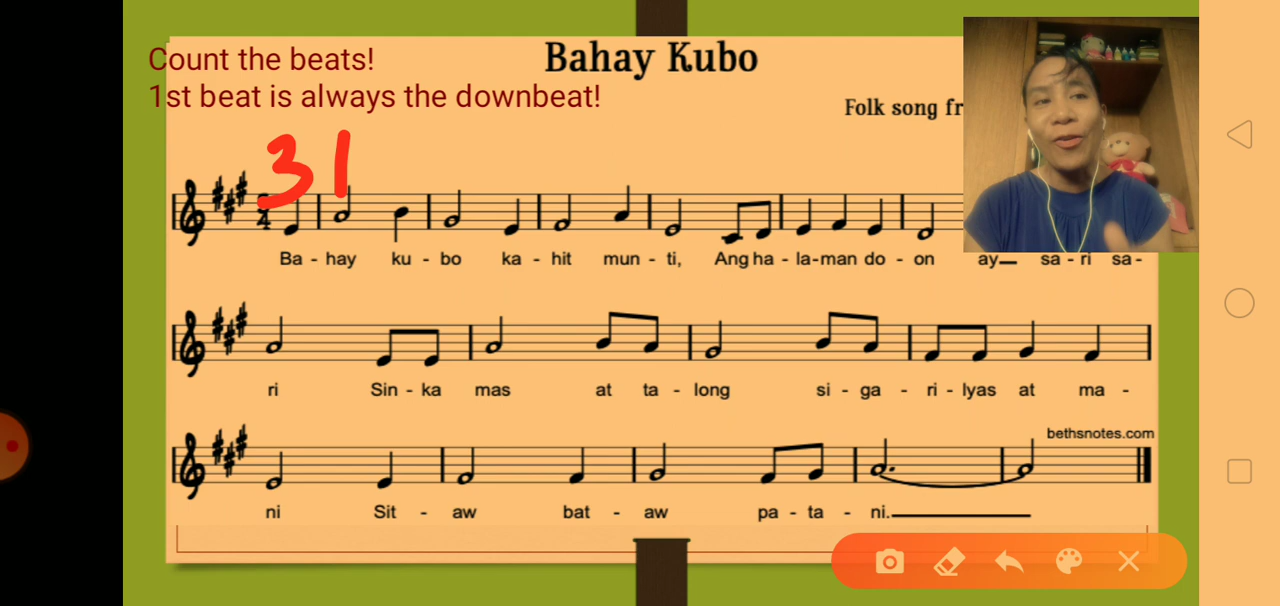 Count the beats!
1st beat is always the downbeat!
Bahay Kubo
Folk song fr
31
4
Ba - hay ku - bo ka - hit mun - ti, Ang ha - la-man do - on ay sa - ri sa -
ri Sin - ka mas at ta - long si - ga - ri - lyas at ma -
bethsnotes.com
ni Sit - aw bat - aw pa - ta - ni.